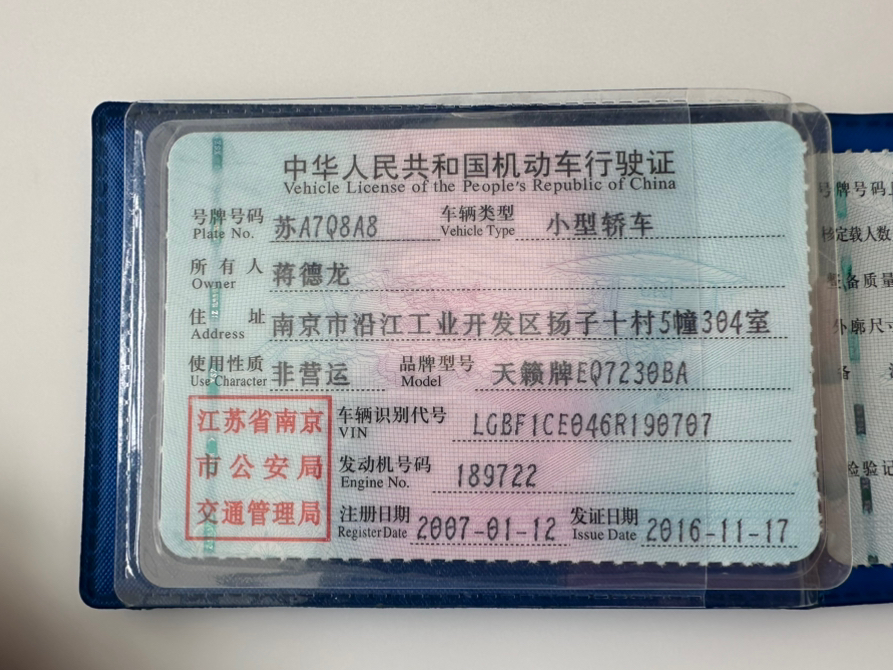 中华人民共和国机动车行驶证
Vehicle License of the People's Republic of China
号牌号码 Plate No. 苏A7Q8A8 车辆类型 Vehicle Type 小型轿车
所有人 Owner 蒋德龙
住址 Address 南京市沿江工业开发区扬子十村5幢304室
使用性质 Use Character 非营运 品牌型号 Model 天籁牌EQ7230BA
江苏省南京
市公安局
交通管理局
车辆识别代号 VIN LGBF1CE046R190707
发动机号码 Engine No. 189722
注册日期 Register Date 2007-01-12 发证日期 Issue Date 2016-11-17
号牌号码
核定载人数
整备质量
外廓尺寸
备
检验记